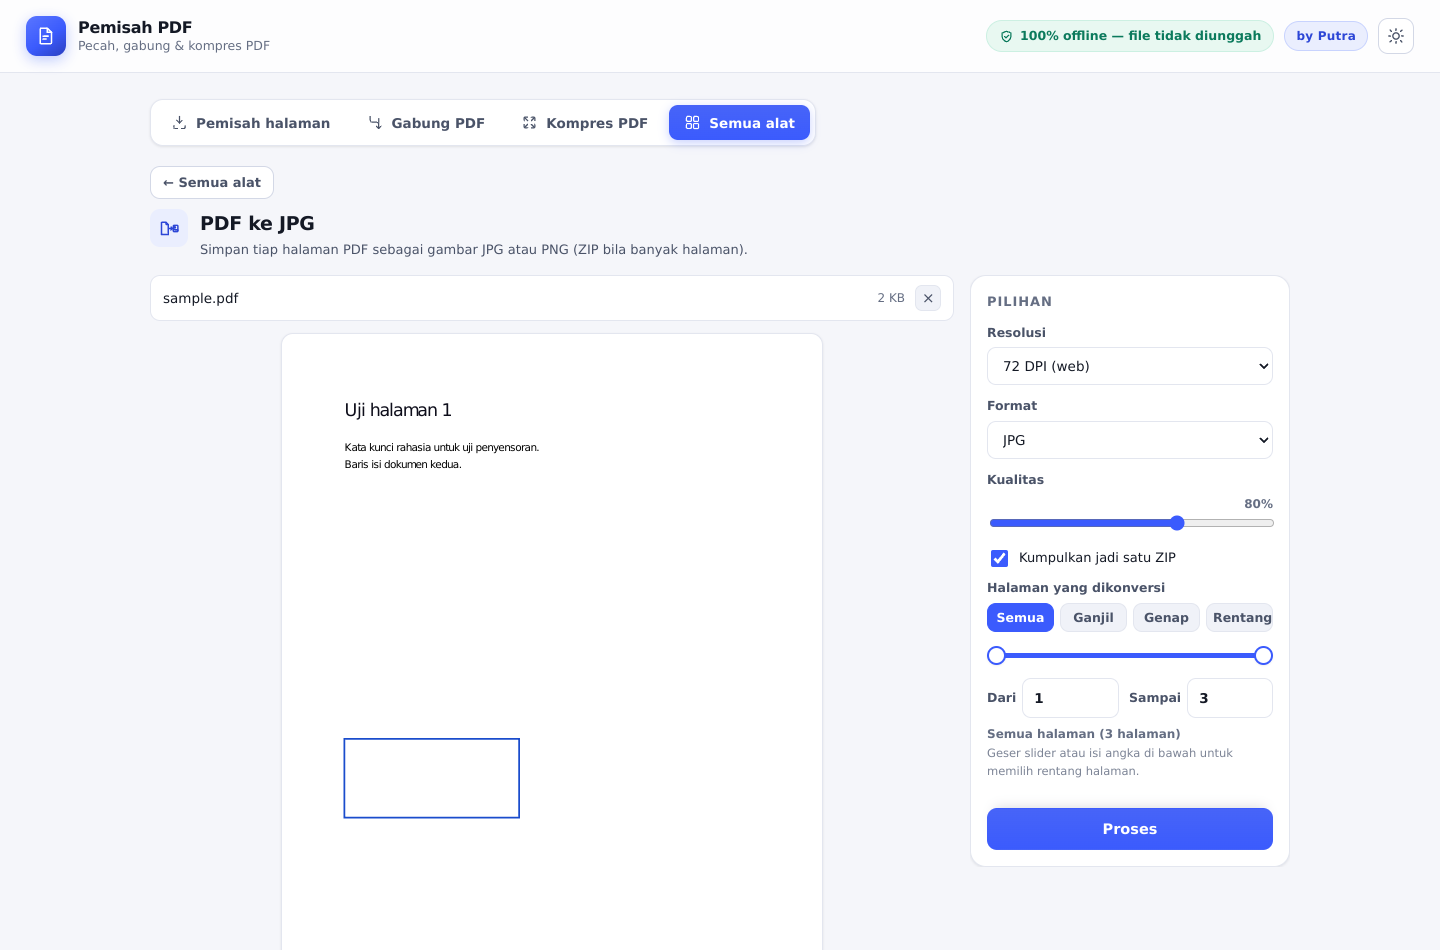 Pemisah PDF
Pecah, gabung & kompres PDF
100% offline — file tidak diunggah
by Putra
Pemisah halaman
Gabung PDF
Kompres PDF
Semua alat
← Semua alat
PDF ke JPG
Simpan tiap halaman PDF sebagai gambar JPG atau PNG (ZIP bila banyak halaman).
sample.pdf
2 KB
Uji halaman 1
Kata kunci rahasia untuk uji penyensoran.
Baris isi dokumen kedua.
PILIHAN
Resolusi
72 DPI (web)
Format
JPG
Kualitas
80%
Kumpulkan jadi satu ZIP
Halaman yang dikonversi
Semua
Ganjil
Genap
Rentang
Dari
1
Sampai
3
Semua halaman (3 halaman)
Geser slider atau isi angka di bawah untuk
memilih rentang halaman.
Proses